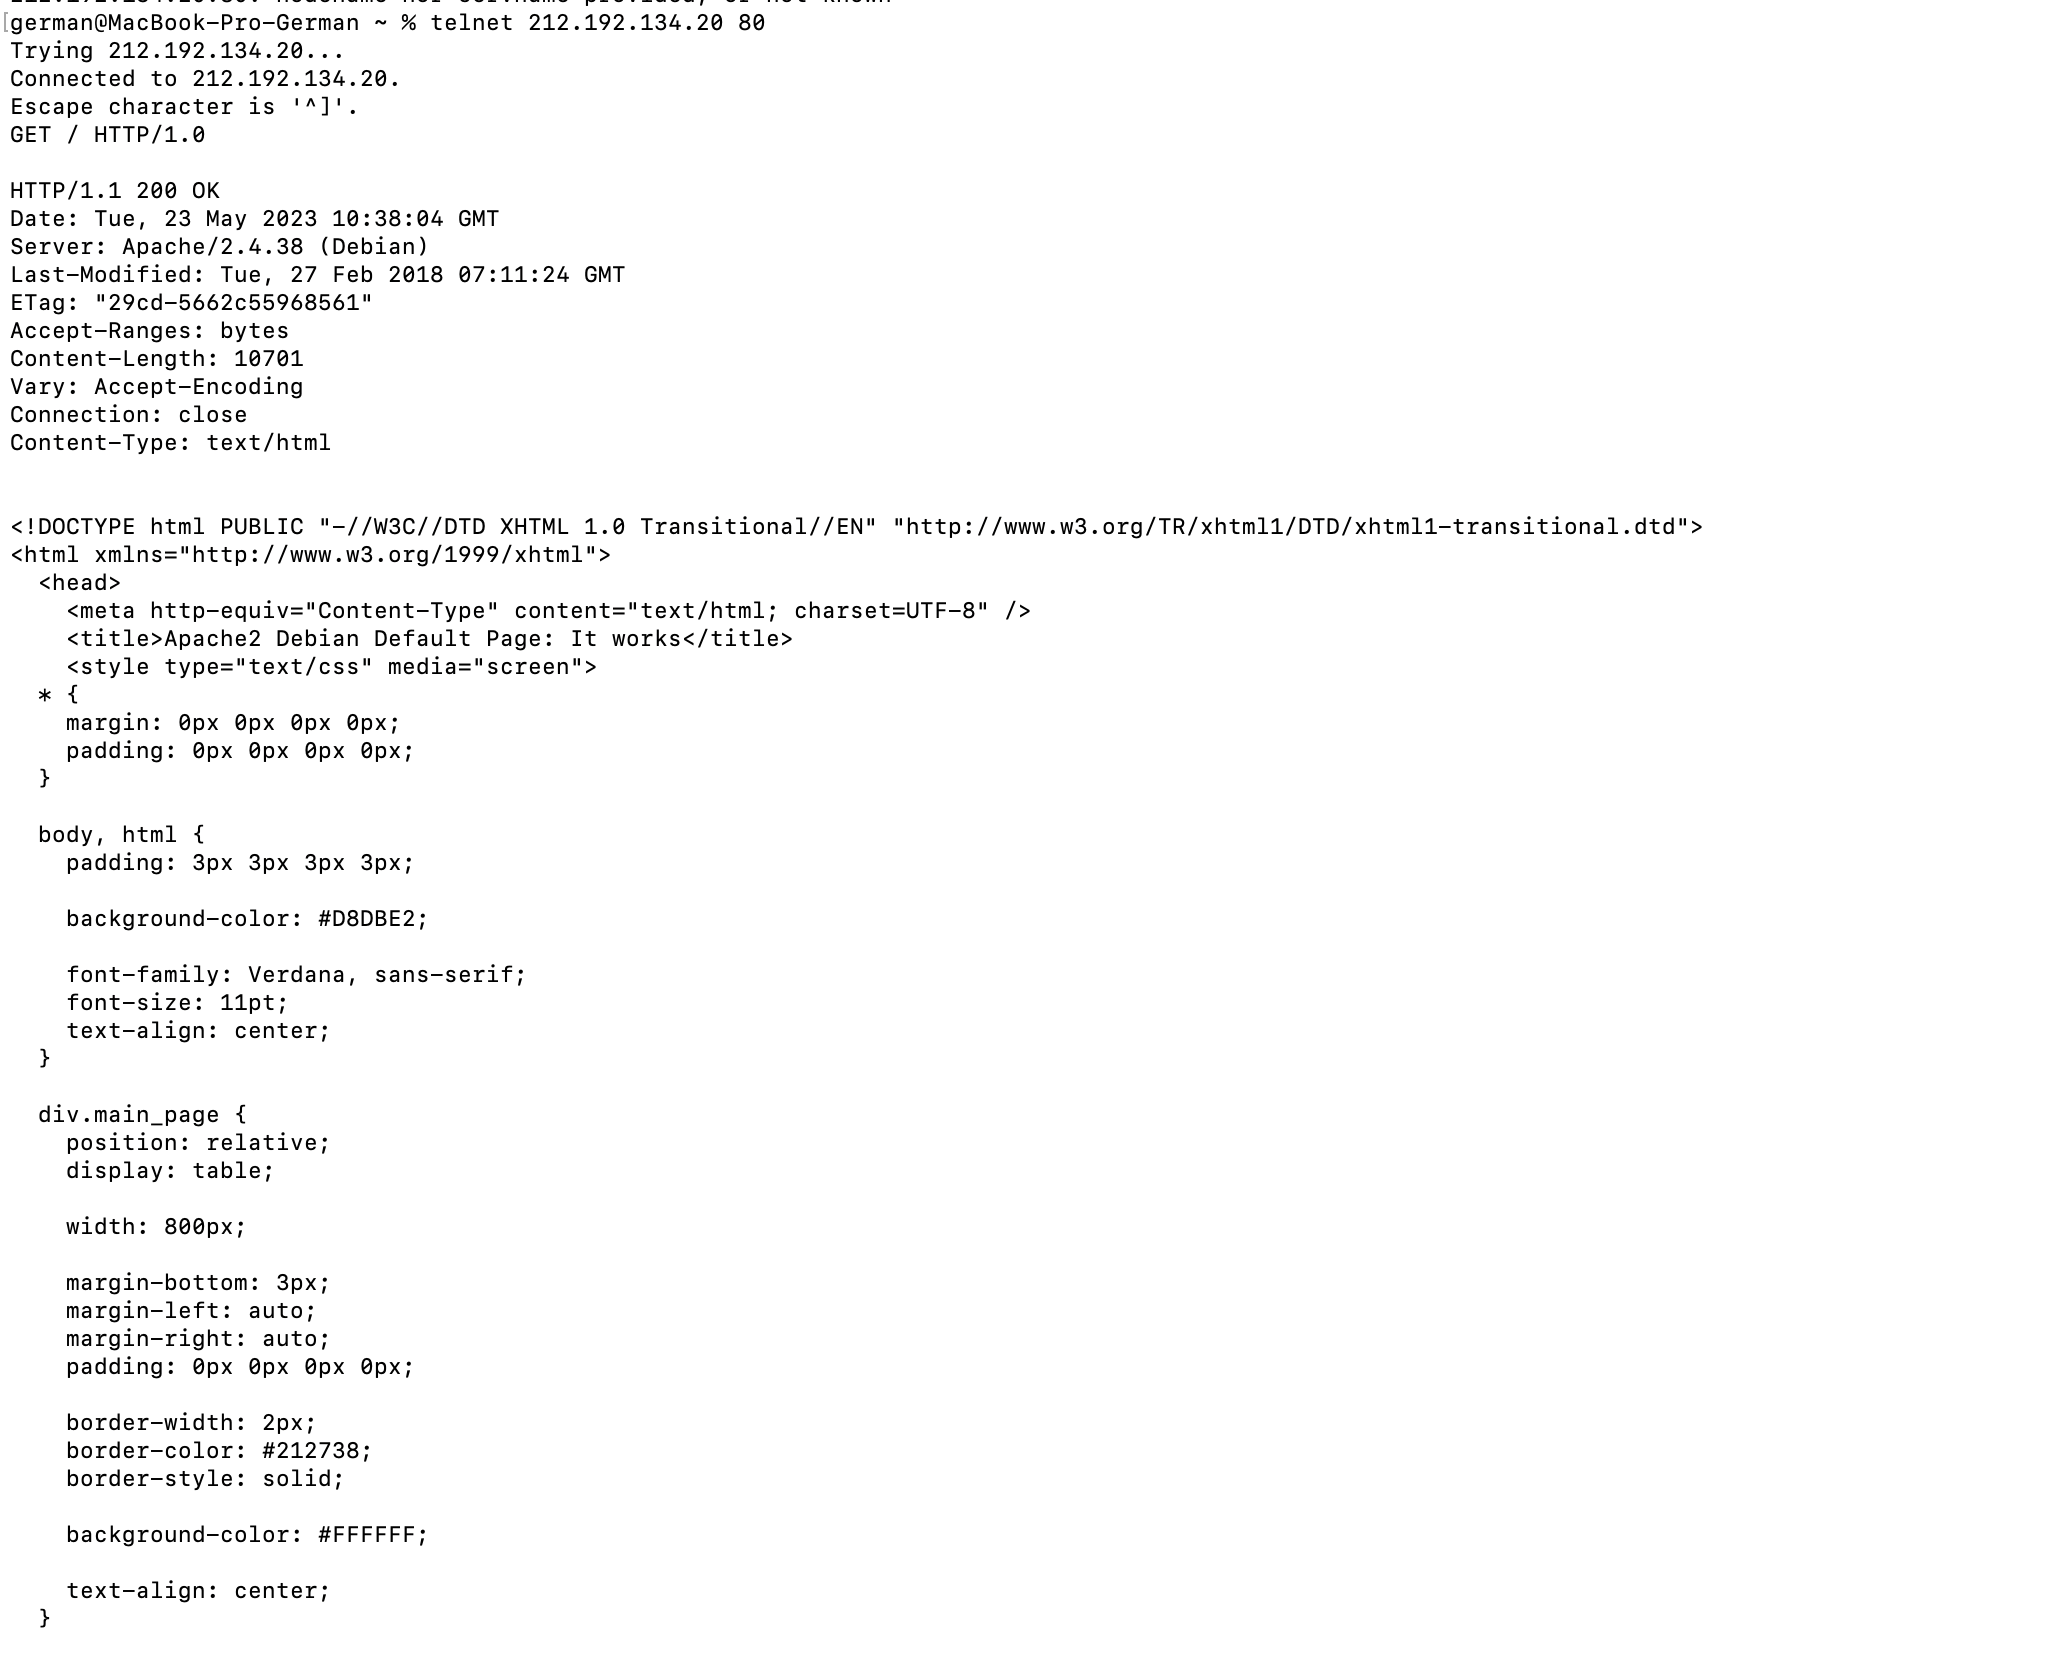 german@MacBook-Pro-German ~ % telnet 212.192.134.20 80
Trying 212.192.134.20...
Connected to 212.192.134.20.
Escape character is '^]'.
GET / HTTP/1.0

HTTP/1.1 200 OK
Date: Tue, 23 May 2023 10:38:04 GMT
Server: Apache/2.4.38 (Debian)
Last-Modified: Tue, 27 Feb 2018 07:11:24 GMT
ETag: "29cd-5662c55968561"
Accept-Ranges: bytes
Content-Length: 10701
Vary: Accept-Encoding
Connection: close
Content-Type: text/html

<!DOCTYPE html PUBLIC "-//W3C//DTD XHTML 1.0 Transitional//EN" "http://www.w3.org/TR/xhtml1/DTD/xhtml1-transitional.dtd">
<html xmlns="http://www.w3.org/1999/xhtml">
  <head>
    <meta http-equiv="Content-Type" content="text/html; charset=UTF-8" />
    <title>Apache2 Debian Default Page: It works</title>
    <style type="text/css" media="screen">
  * {
    margin: 0px 0px 0px 0px;
    padding: 0px 0px 0px 0px;
  }

  body, html {
    padding: 3px 3px 3px 3px;

    background-color: #D8DBE2;

    font-family: Verdana, sans-serif;
    font-size: 11pt;
    text-align: center;
  }

  div.main_page {
    position: relative;
    display: table;

    width: 800px;

    margin-bottom: 3px;
    margin-left: auto;
    margin-right: auto;
    padding: 0px 0px 0px 0px;

    border-width: 2px;
    border-color: #212738;
    border-style: solid;

    background-color: #FFFFFF;

    text-align: center;
  }